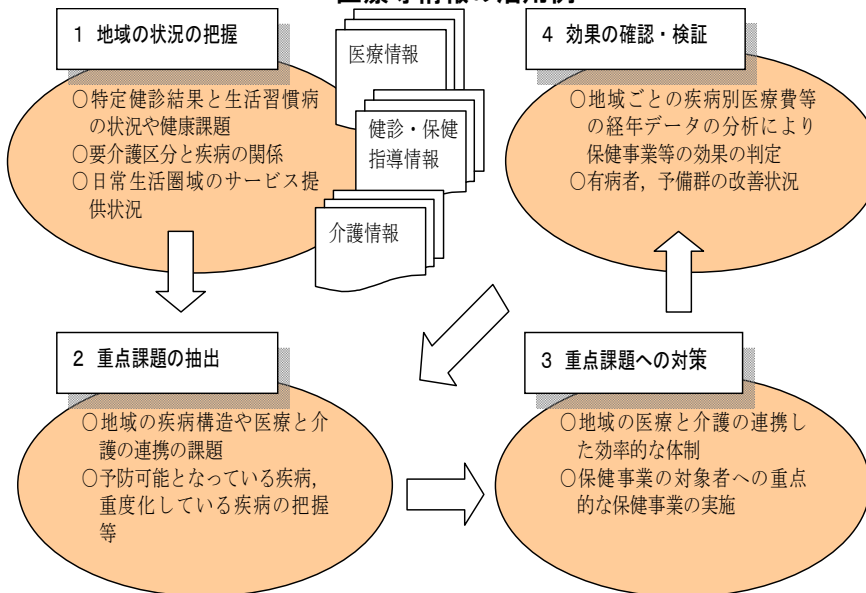 1 地域の状況の把握
○特定健診結果と生活習慣病
の状況や健康課題
○要介護区分と疾病の関係
○日常生活圏域のサービス提
供状況
医療情報
健診・保健
指導情報
介護情報
4 効果の確認・検証
○地域ごとの疾病別医療費等
の経年データの分析により
保健事業等の効果の判定
○有病者，予備群の改善状況
2 重点課題の抽出
○地域の疾病構造や医療と介
護の連携の課題
○予防可能となっている疾病，
重度化している疾病の把握
等
3 重点課題への対策
○地域の医療と介護の連携し
た効率的な体制
○保健事業の対象者への重点
的な保健事業の実施